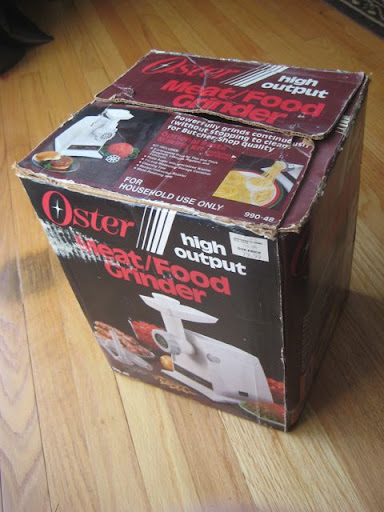 Oster
high
output
Meat/Food
Grinder
Powerfully grinds continuously
without stopping to clean
for Butcher-Shop Quality
FOR
HOUSEHOLD USE ONLY
990-48
Oster
high
output
Meat/Food
Grinder